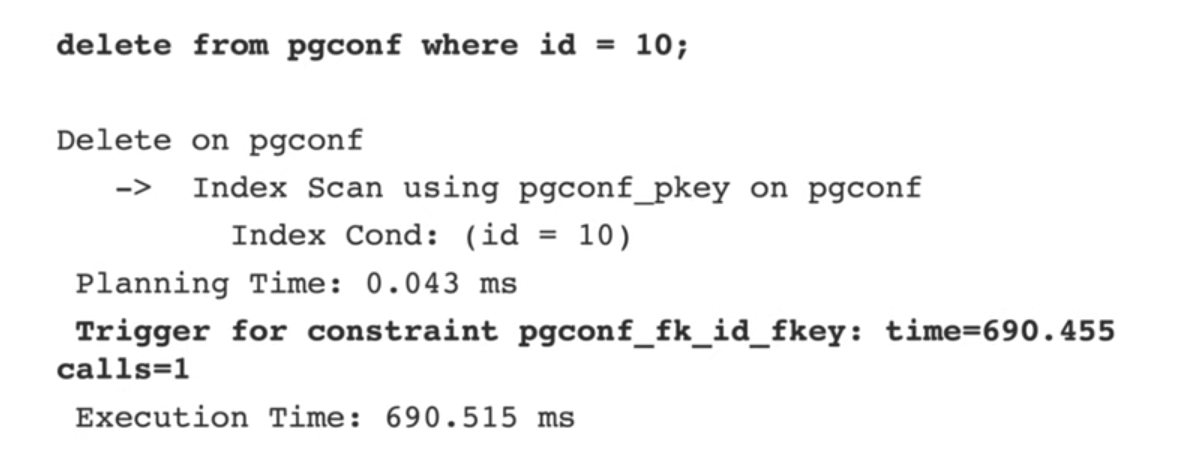 delete from pgconf where id = 10;
Delete on pgconf
-> Index Scan using pgconf_pkey on pgconf
Index Cond: (id = 10)
Planning Time: 0.043 ms
Trigger for constraint pgconf_fk_id_fkey: time=690.455
calls=1
Execution Time: 690.515 ms